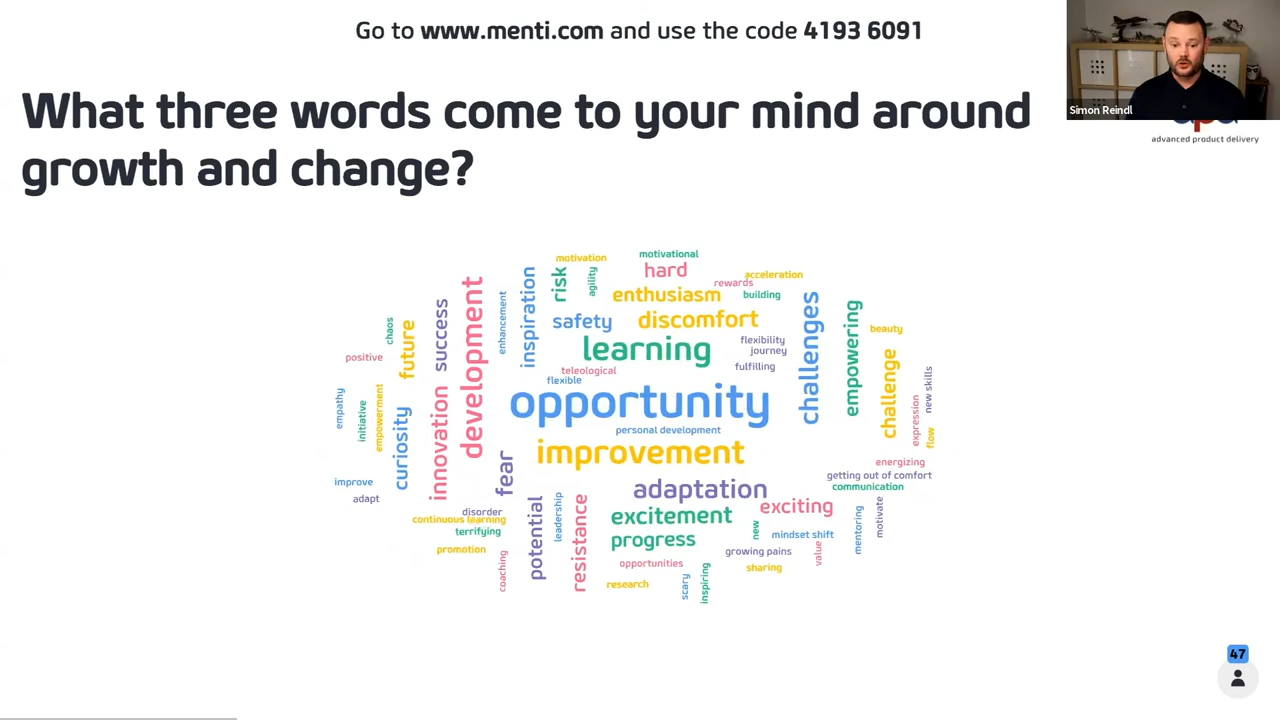 Go to www.menti.com and use the code 4193 6091
Simon Reindl
advanced product delivery
What three words come to your mind around
growth and change?
motivation
motivational
hard
acceleration
rewards
risk
agility
enthusiasm
building
inspiration
enhancement
development
success
future
chaos
positive
safety
discomfort
challenges
empowering
beauty
learning
flexibility
journey
fulfilling
teleological
flexible
challenge
new skills
expression
flow
empathy
initiative
empowerment
curiosity
innovation
opportunity
personal development
improvement
fear
energizing
getting out of comfort
communication
improve
adapt
adaptation
exciting
disorder
continuous learning
terrifying
promotion
coaching
potential
leadership
resistance
excitement
progress
new
mindset shift
mentoring
motivate
growing pains
value
opportunities
sharing
research
scary
inspiring
47